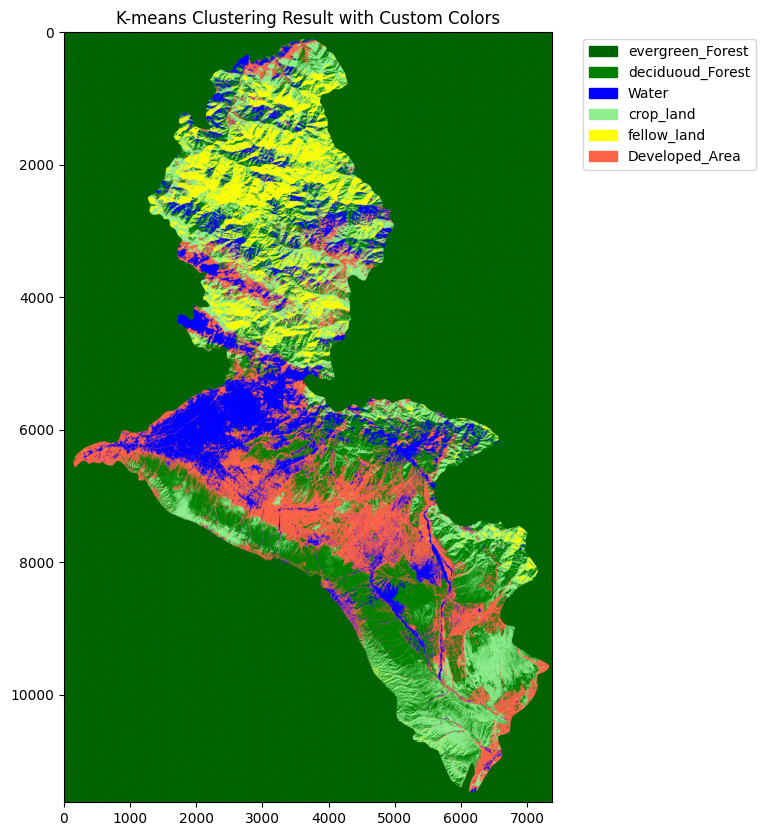 K-means Clustering Result with Custom Colors
evergreen_Forest
deciduoud_Forest
Water
crop_land
fellow_land
Developed_Area
0
2000
4000
6000
8000
10000
0 1000 2000 3000 4000 5000 6000 7000